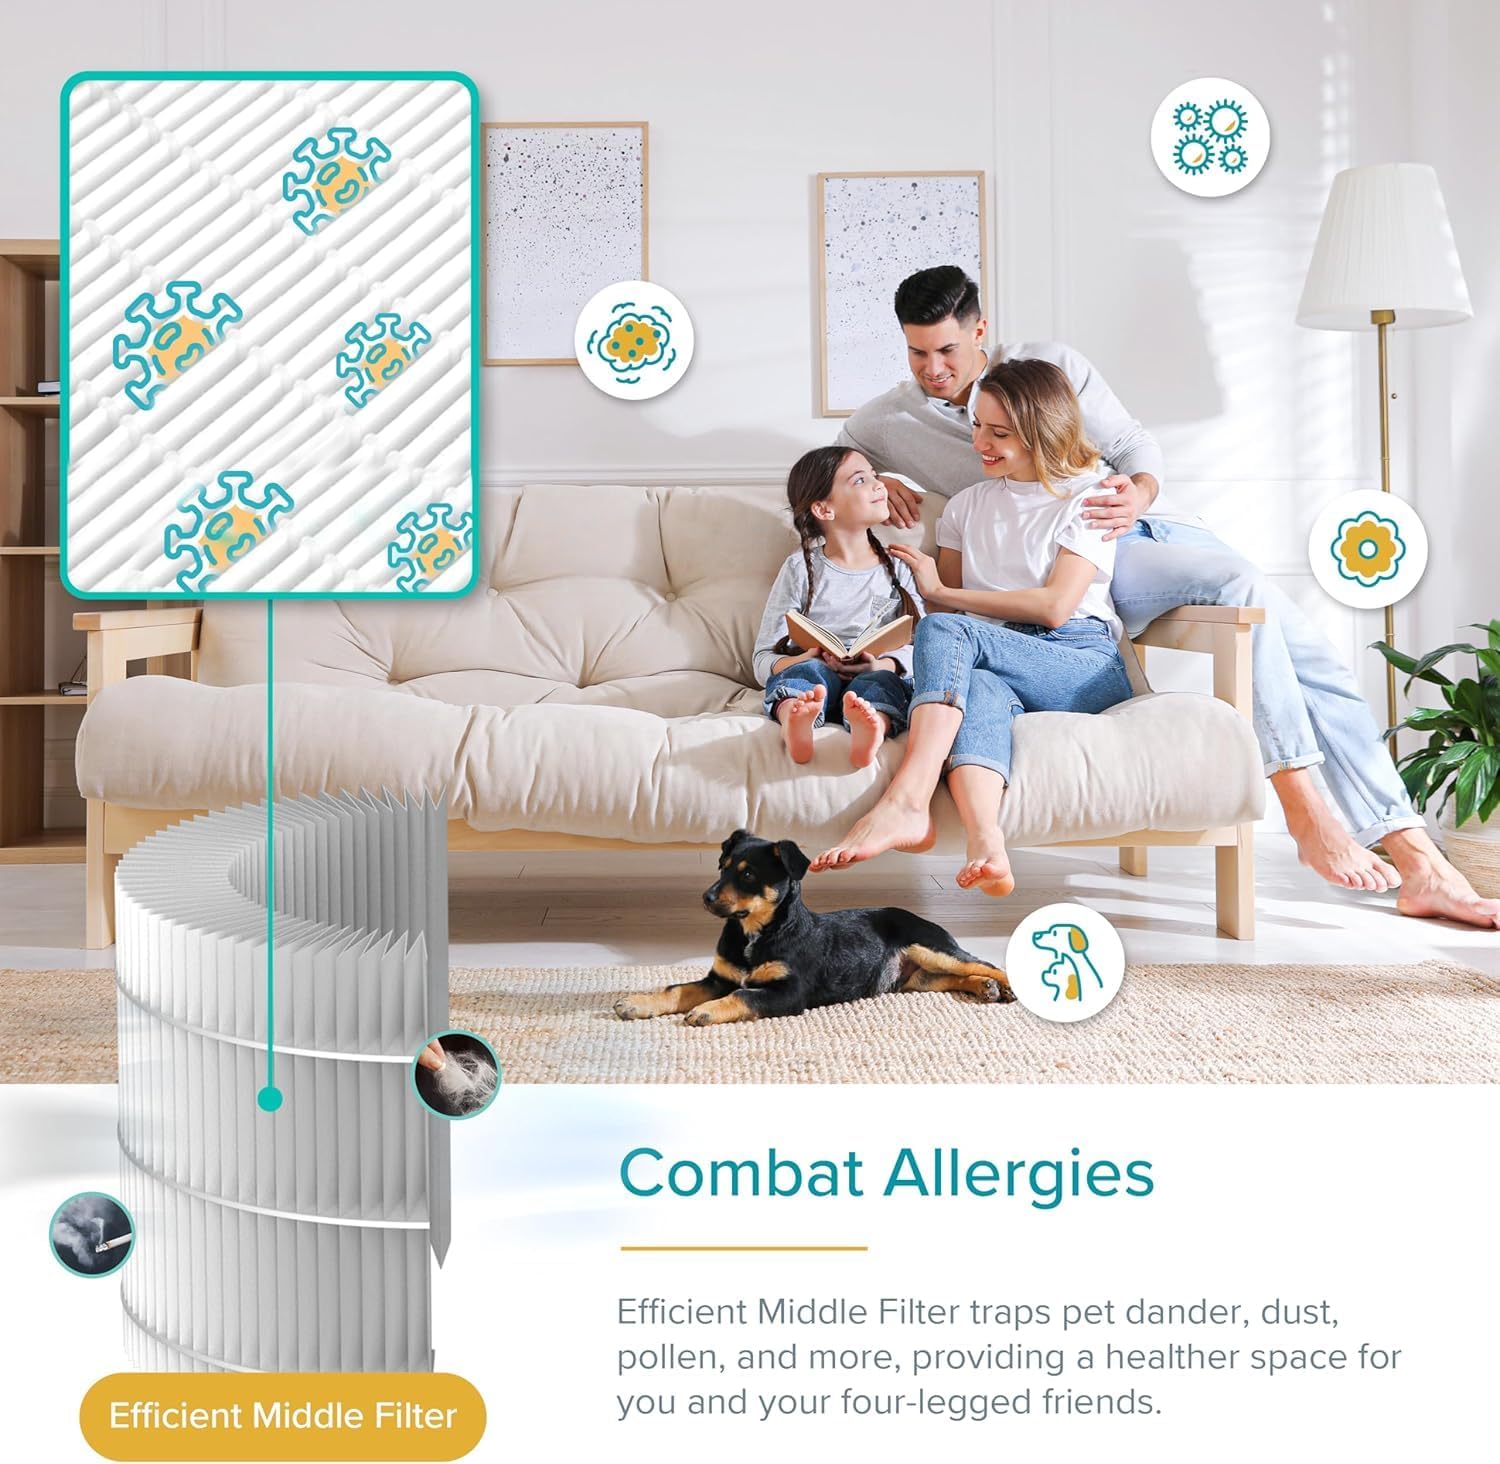 Combat Allergies
Efficient Middle Filter traps pet dander, dust,
pollen, and more, providing a healther space for
you and your four-legged friends.
Efficient Middle Filter